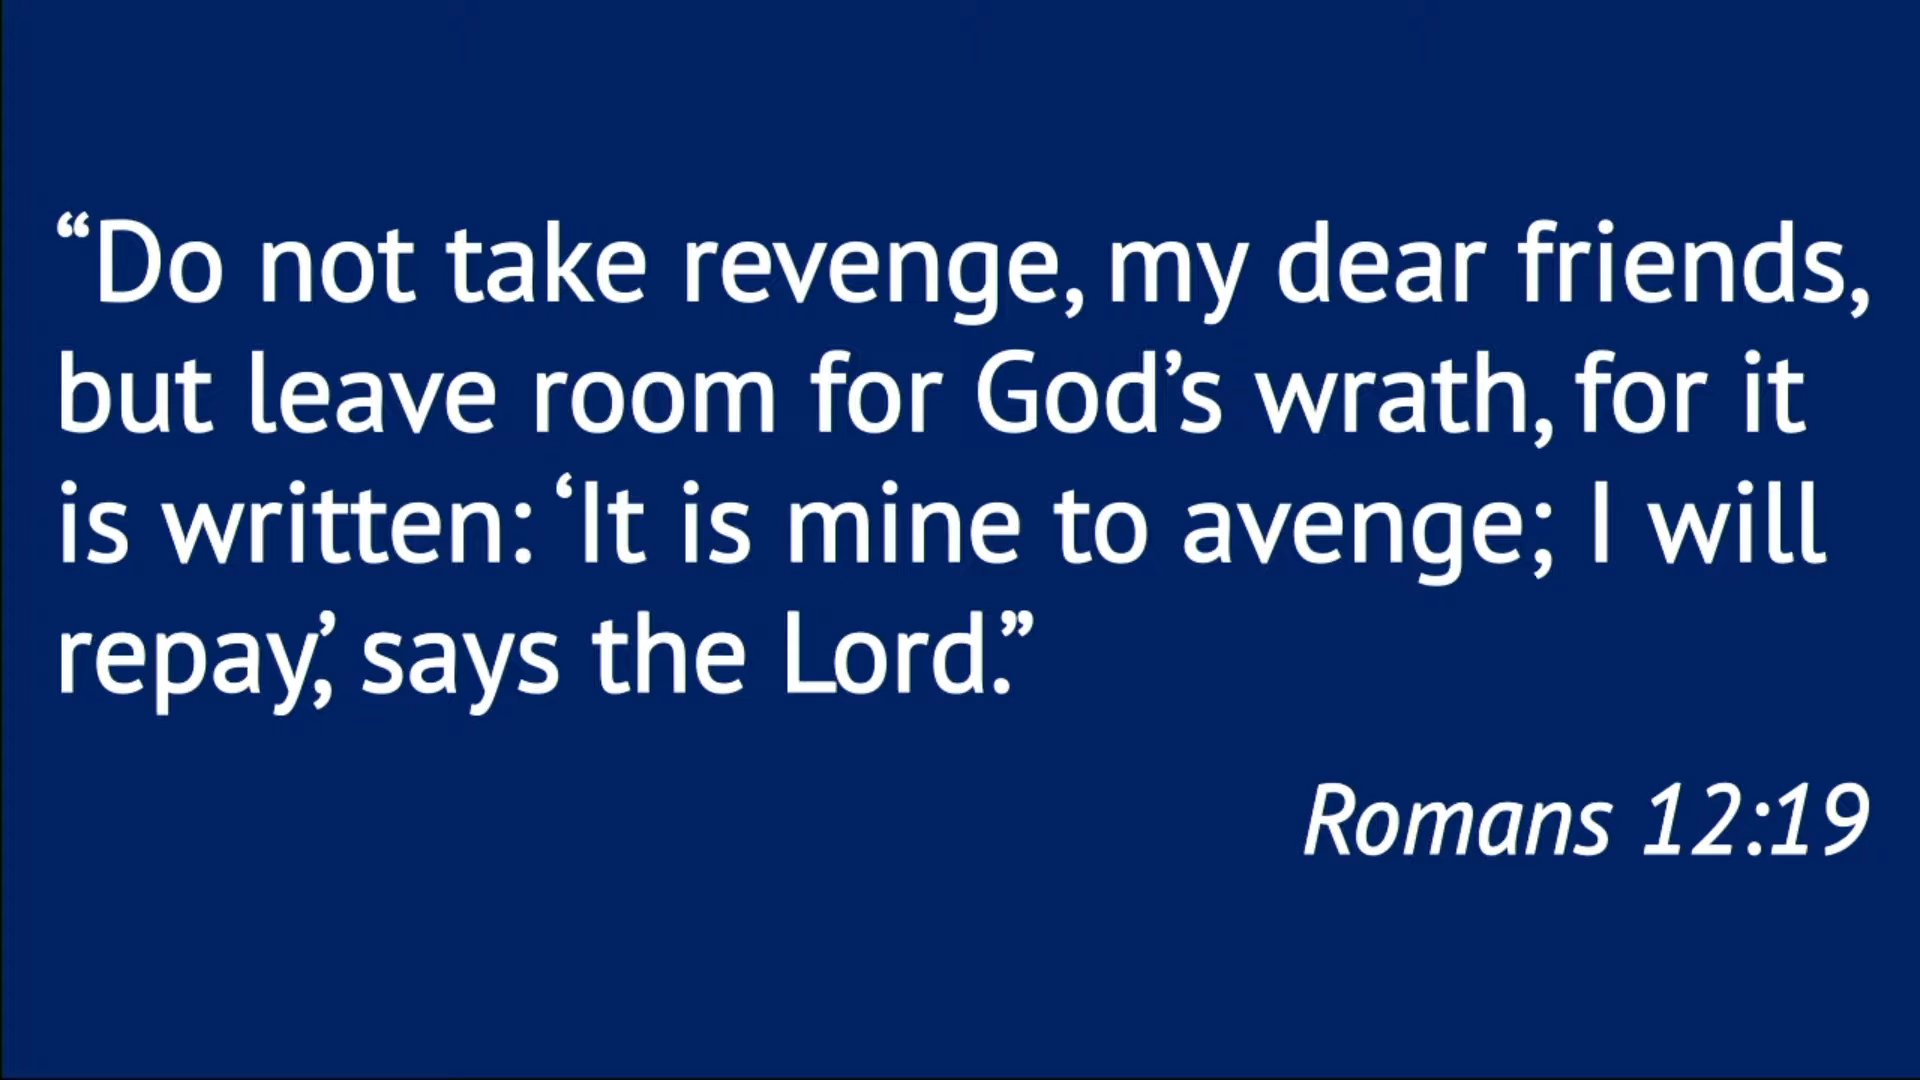 “Do not take revenge, my dear friends,
but leave room for God’s wrath, for it
is written: ‘It is mine to avenge; I will
repay,’ says the Lord.”
Romans 12:19